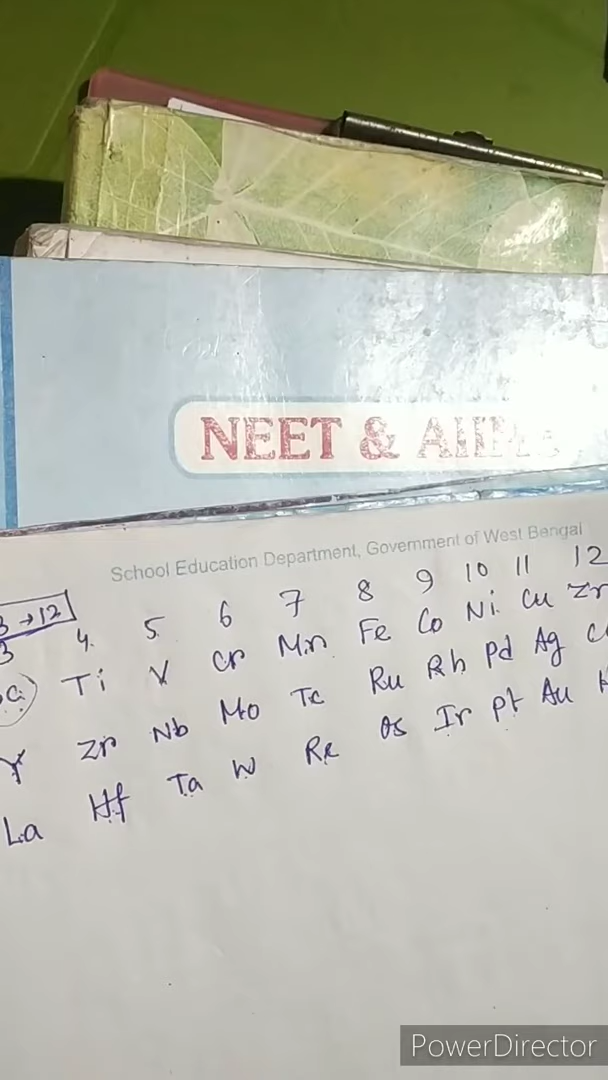 NEET & AIIMS
School Education Department, Government of West Bengal
3 → 12
3 4. 5. 6 7 8 9 10 11 12
Ti V Cr Mn Fe Co Ni Cu Zn
Y Zr Nb Mo Tc Ru Rh Pd Ag
La Hf Ta W Re Os Ir Pt Au
PowerDirector